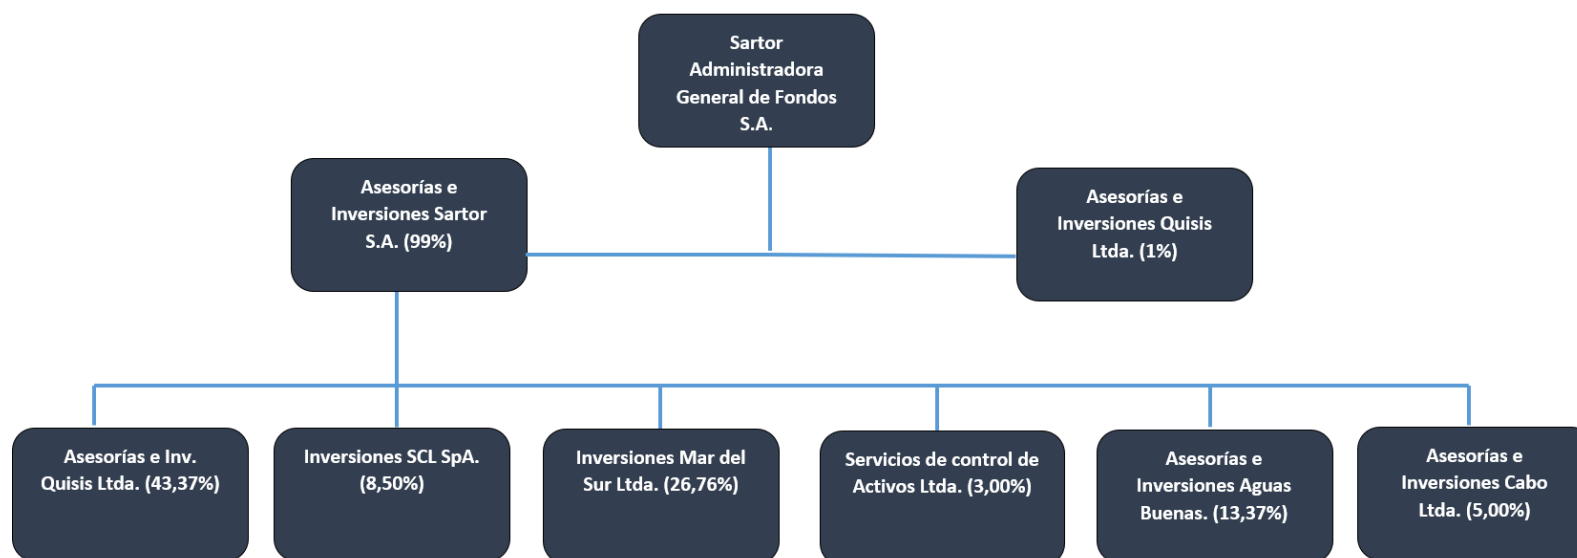 Sartor
Administradora
General de Fondos
S.A.
Asesorías e
Inversiones Sartor
S.A. (99%)
Asesorías e
Inversiones Quisis
Ltda. (1%)
Asesorías e Inv.
Quisis Ltda. (43,37%)
Inversiones SCL SpA.
(8,50%)
Inversiones Mar del
Sur Ltda. (26,76%)
Servicios de control de
Activos Ltda. (3,00%)
Asesorías e
Inversiones Aguas
Buenas. (13,37%)
Asesorías e
Inversiones Cabo
Ltda. (5,00%)